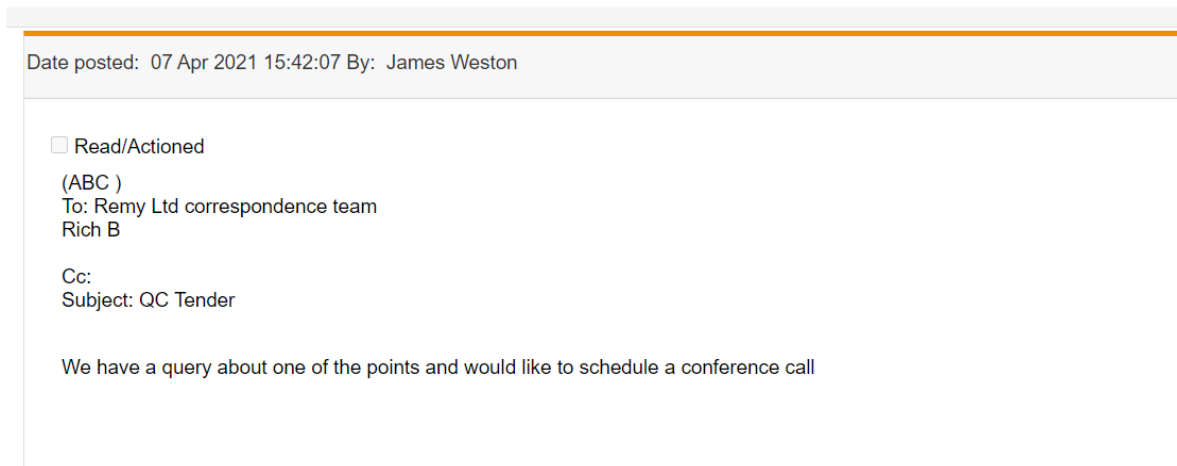 Date posted:  07 Apr 2021 15:42:07 By:  James Weston
Read/Actioned
(ABC )
To: Remy Ltd correspondence team
Rich B
Cc:
Subject: QC Tender
We have a query about one of the points and would like to schedule a conference call